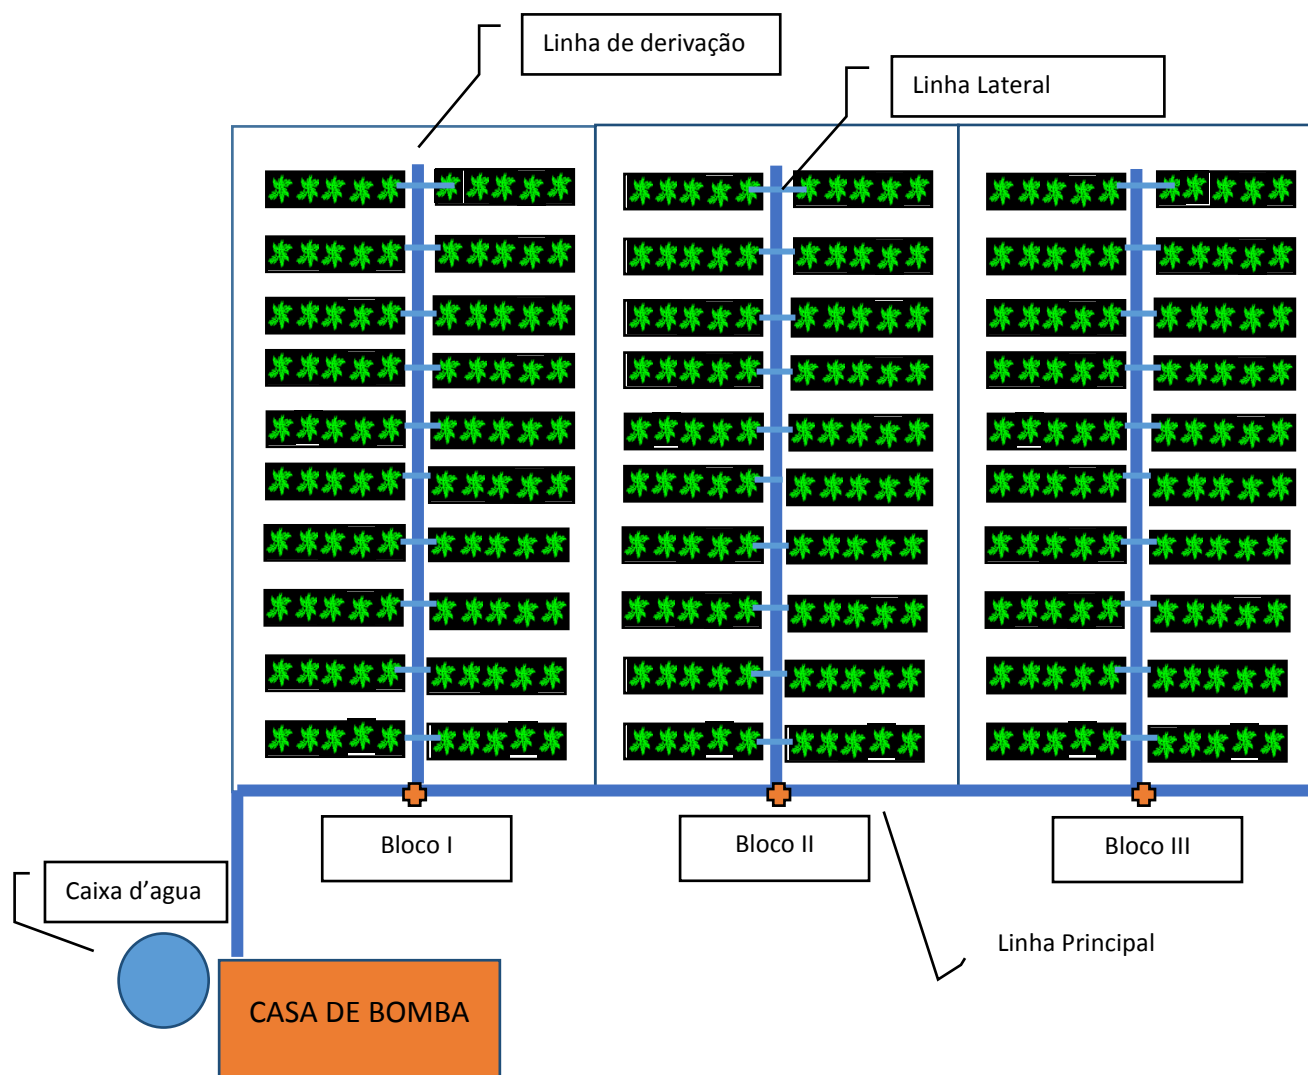 Linha de derivação
Linha Lateral
Bloco I
Bloco II
Bloco III
Caixa d’agua
Linha Principal
CASA DE BOMBA